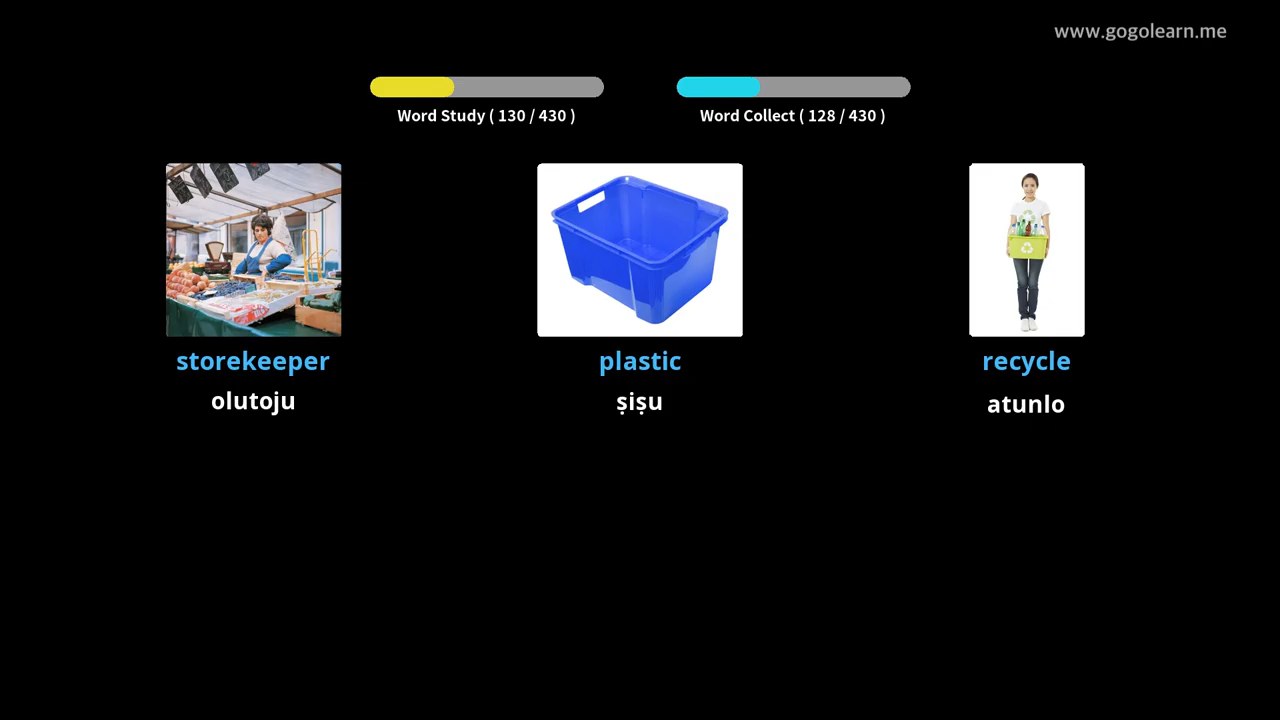 www.gogolearn.me
Word Study ( 130 / 430 )
Word Collect ( 128 / 430 )
storekeeper
plastic
recycle
olutoju
ṣiṣu
atunlo